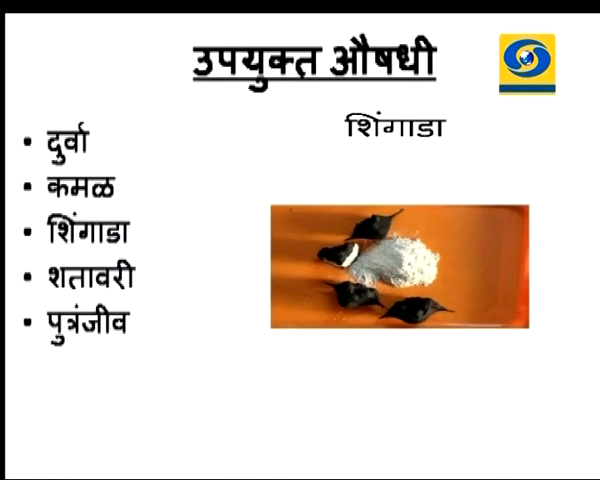 उपयुक्त औषधी
शिंगाडा
• दुर्वा
• कमळ
• शिंगाडा
• शतावरी
• पुत्रंजीव